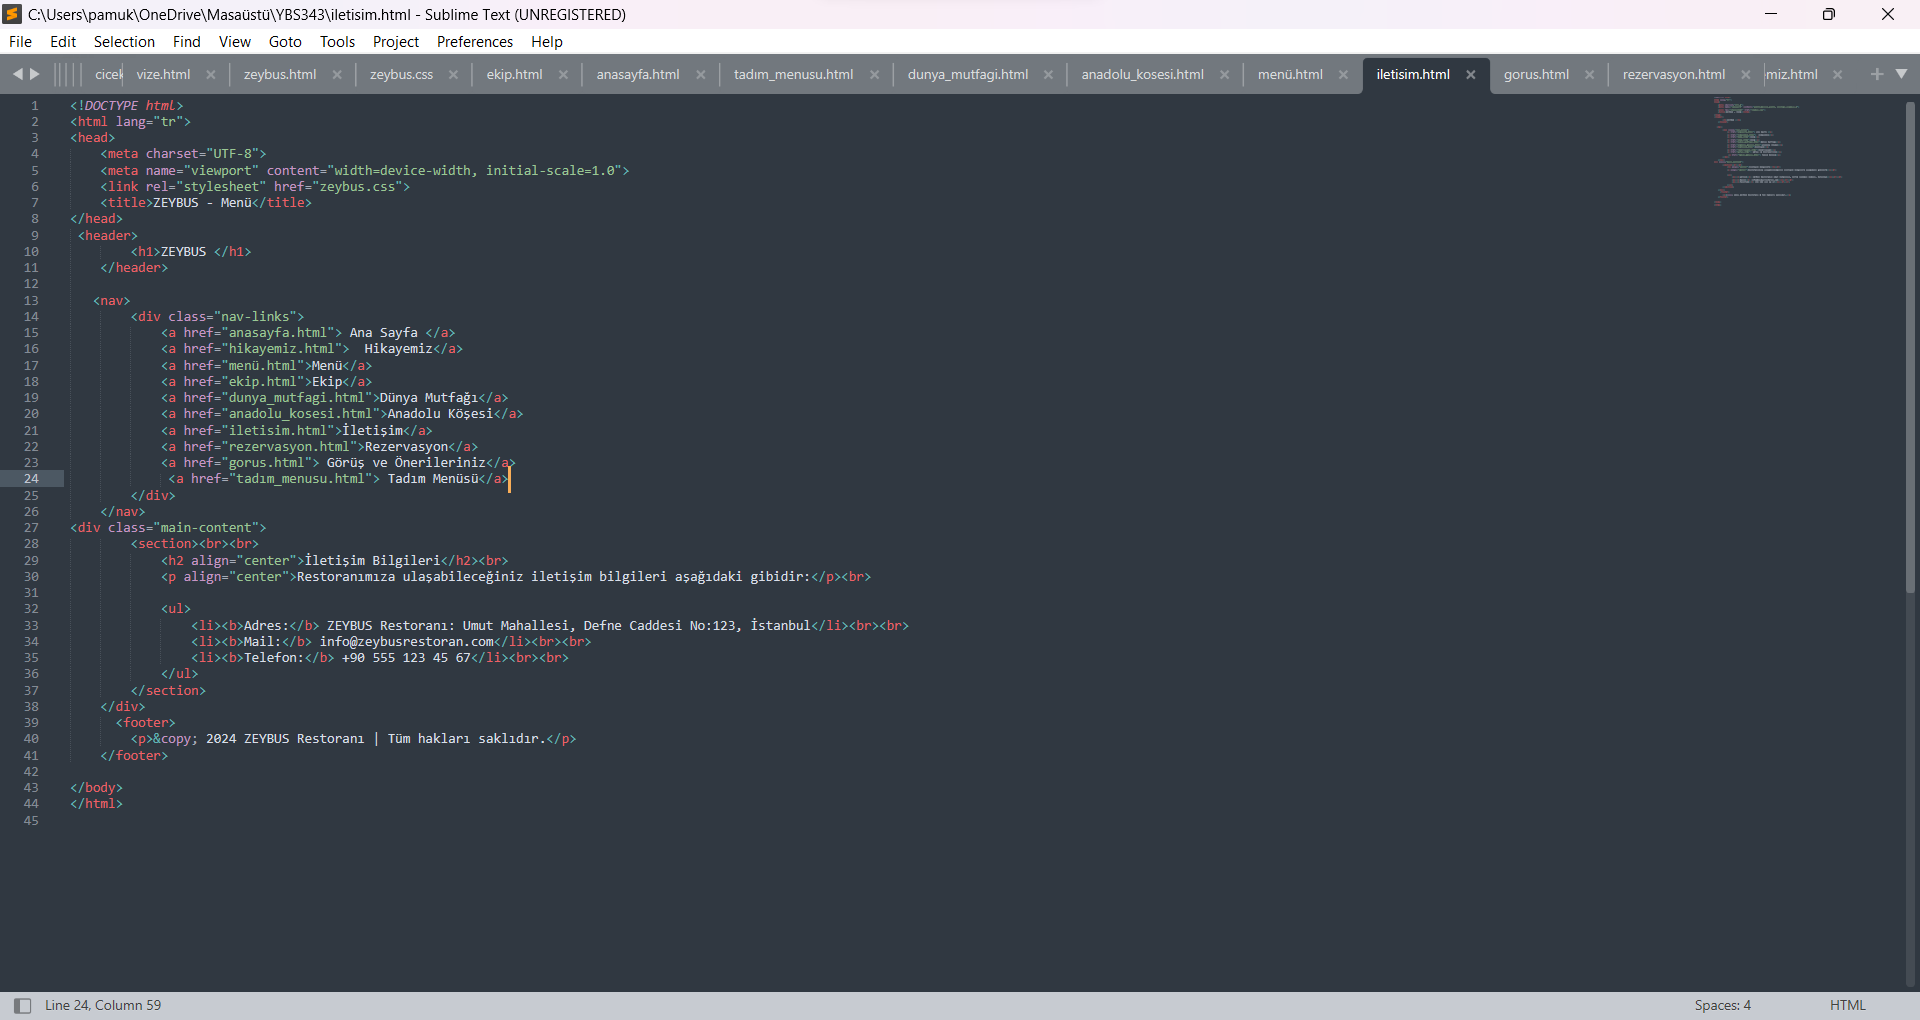 C:\Users\pamuk\OneDrive\Masaüstü\YBS343\iletisim.html - Sublime Text (UNREGISTERED)
File Edit Selection Find View Goto Tools Project Preferences Help
vize.html zeybus.html zeybus.css ekip.html anasayfa.html tadım_menusu.html dunya_mutfagi.html anadolu_kosesi.html menü.html iletisim.html gorus.html rezervasyon.html miz.html
1 <!DOCTYPE html>
2 <html lang="tr">
3 <head>
4 <meta charset="UTF-8">
5 <meta name="viewport" content="width=device-width, initial-scale=1.0">
6 <link rel="stylesheet" href="zeybus.css">
7 <title>ZEYBUS - Menü</title>
8 </head>
9 <header>
10 <h1>ZEYBUS </h1>
11 </header>
12
13 <nav>
14 <div class="nav-links">
15 <a href="anasayfa.html"> Ana Sayfa </a>
16 <a href="hikayemiz.html">  Hikayemiz</a>
17 <a href="menü.html">Menü</a>
18 <a href="ekip.html">Ekip</a>
19 <a href="dunya_mutfagi.html">Dünya Mutfağı</a>
20 <a href="anadolu_kosesi.html">Anadolu Köşesi</a>
21 <a href="iletisim.html">İletişim</a>
22 <a href="rezervasyon.html">Rezervasyon</a>
23 <a href="gorus.html"> Görüş ve Önerileriniz</a>
24 <a href="tadım_menusu.html"> Tadım Menüsü</a>
25 </div>
26 </nav>
27 <div class="main-content">
28 <section><br><br>
29 <h2 align="center">İletişim Bilgileri</h2><br>
30 <p align="center">Restoranımıza ulaşabileceğiniz iletişim bilgileri aşağıdaki gibidir:</p><br>
31
32 <ul>
33 <li><b>Adres:</b> ZEYBUS Restoranı: Umut Mahallesi, Defne Caddesi No:123, İstanbul</li><br><br>
34 <li><b>Mail:</b> info@zeybusrestoran.com</li><br><br>
35 <li><b>Telefon:</b> +90 555 123 45 67</li><br><br>
36 </ul>
37 </section>
38 </div>
39 <footer>
40 <p>&copy; 2024 ZEYBUS Restoranı | Tüm hakları saklıdır.</p>
41 </footer>
42
43 </body>
44 </html>
45
Line 24, Column 59 Spaces: 4 HTML